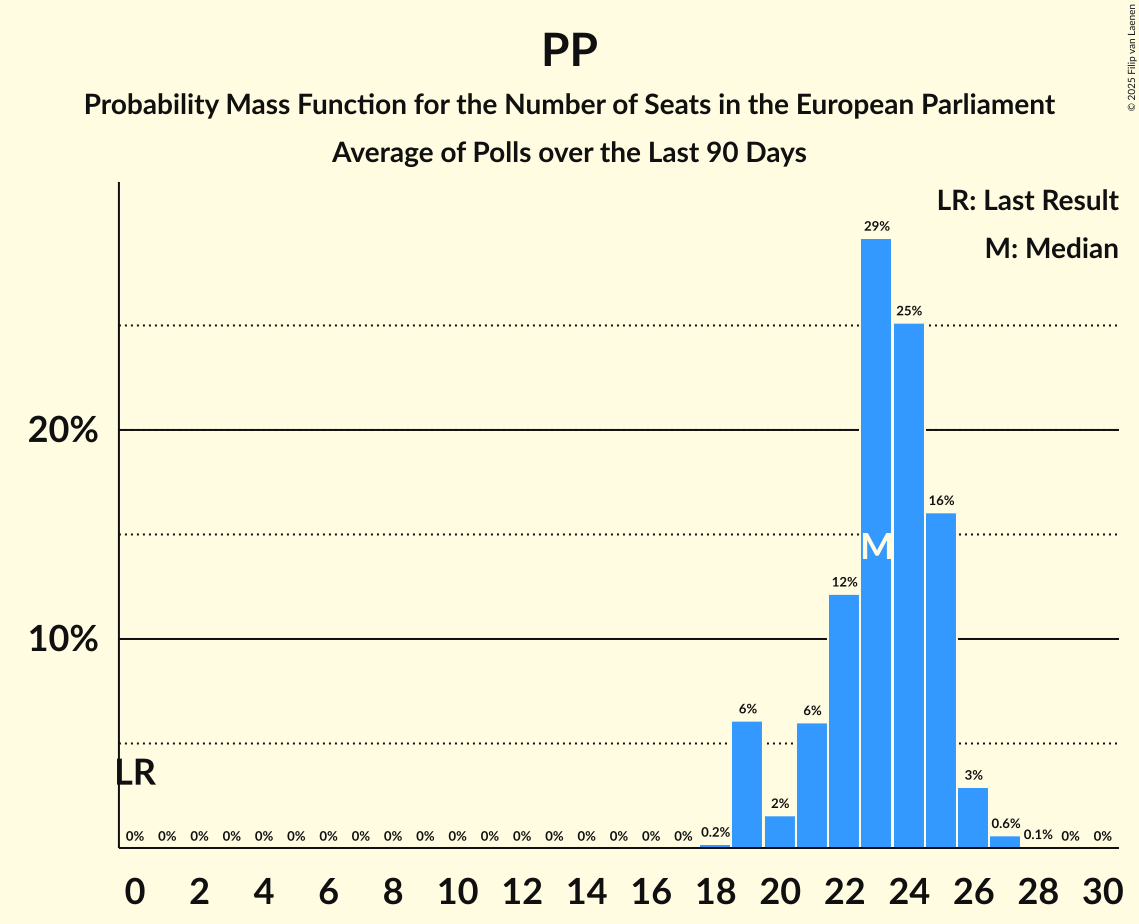 PP
Probability Mass Function for the Number of Seats in the European Parliament
Average of Polls over the Last 90 Days
© 2025 Filip van Laenen
LR: Last Result
M: Median
29%
25%
20%
16%
M
12%
10%
6%
6%
LR
3%
2%
0% 0% 0% 0% 0% 0% 0% 0% 0% 0% 0% 0% 0% 0% 0% 0% 0% 0% 0.2% 0.6% 0.1% 0% 0%
0 2 4 6 8 10 12 14 16 18 20 22 24 26 28 30